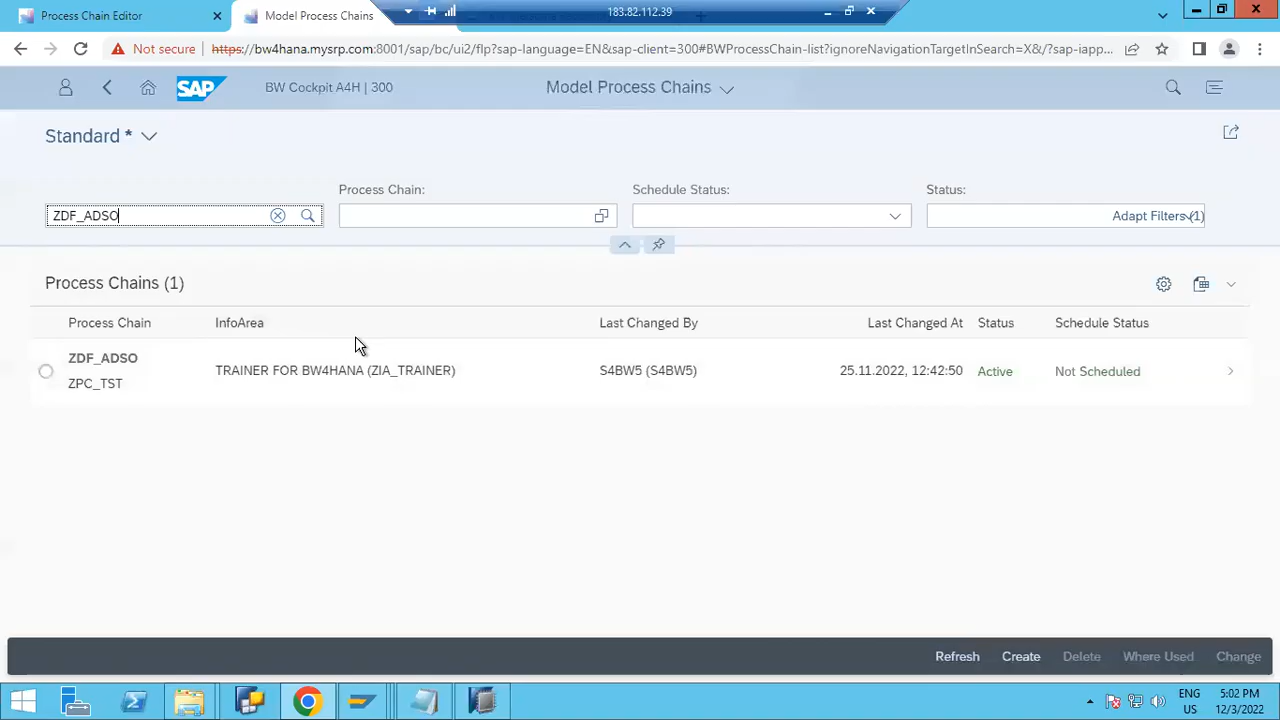 Process Chain Editor
Model Process Chains
183.82.112.39
Not secure
https://bw4hana.mysrp.com:8001/sap/bc/ui2/flp?sap-language=EN&sap-client=300#BWProcessChain-list?ignoreNavigationTargetInSearch=X&/?sap-iapp...
SAP
BW Cockpit A4H | 300
Model Process Chains
Standard *
Process Chain:
Schedule Status:
Status:
ZDF_ADSO
Adapt Filters (1)
Process Chains (1)
Process Chain
InfoArea
Last Changed By
Last Changed At
Status
Schedule Status
ZDF_ADSO
ZPC_TST
TRAINER FOR BW4HANA (ZIA_TRAINER)
S4BW5 (S4BW5)
25.11.2022, 12:42:50
Active
Not Scheduled
Refresh
Create
Delete
Where Used
Change
ENG
US
5:02 PM
12/3/2022